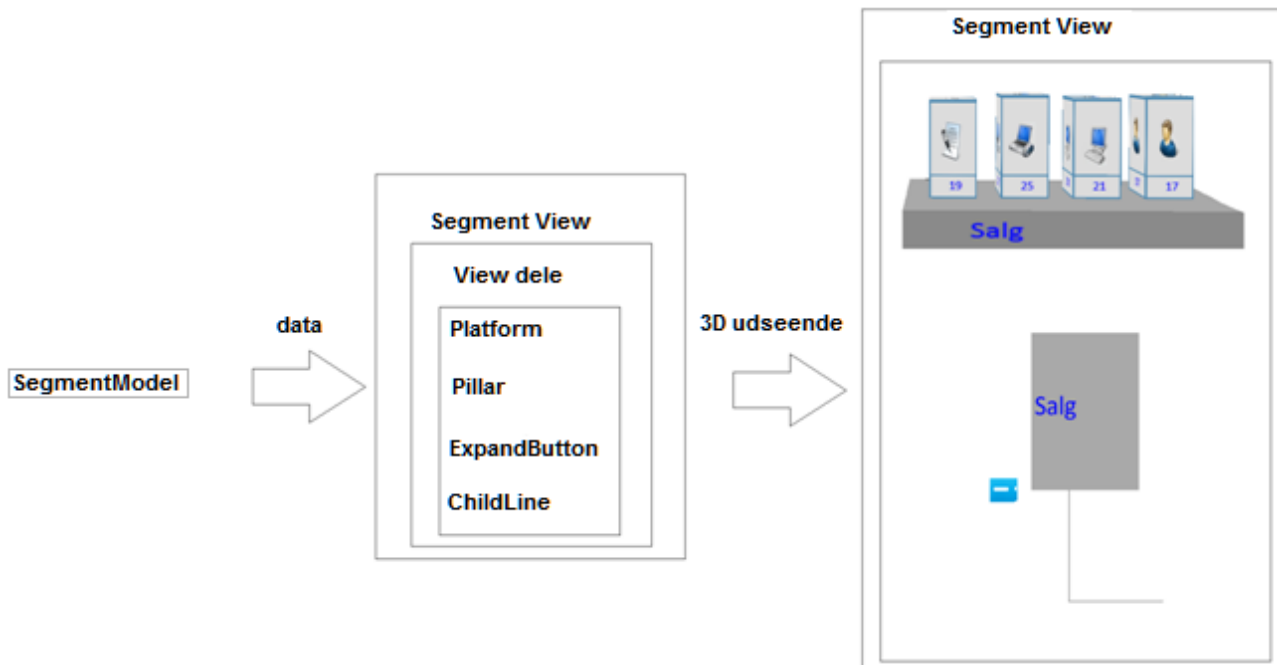 SegmentModel
data
Segment View
View dele
Platform
Pillar
ExpandButton
ChildLine
3D udseende
Segment View
19 25 21 17
Salg
Salg